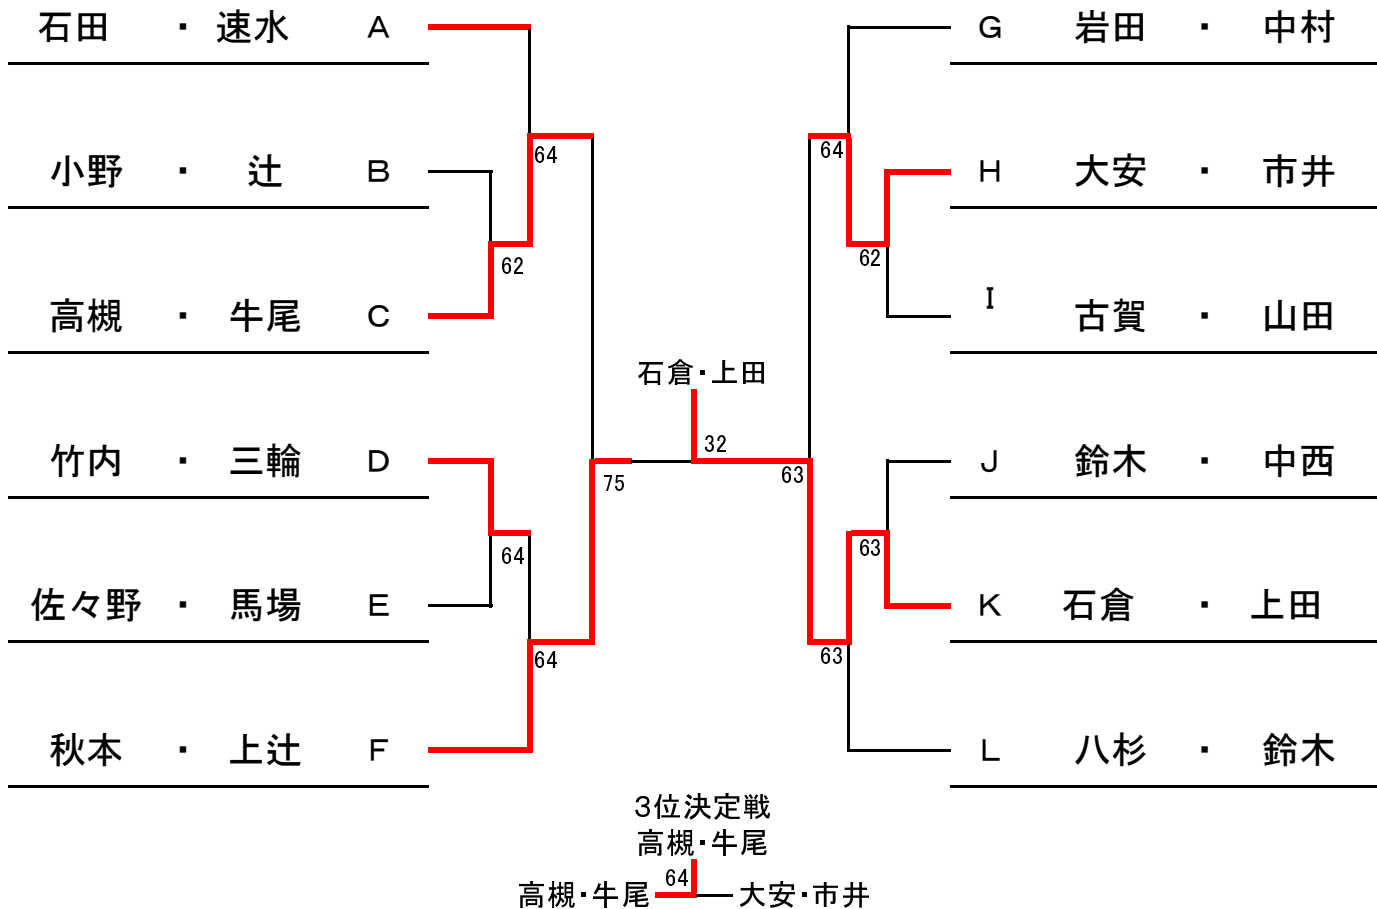 石田 ・ 速水 A
小野 ・ 辻 B
高槻 ・ 牛尾 C
竹内 ・ 三輪 D
佐々野 ・ 馬場 E
秋本 ・ 上辻 F
64
62
64
64
75
石倉・上田
32
63
64
62
63
63
G 岩田 ・ 中村
H 大安 ・ 市井
I 古賀 ・ 山田
J 鈴木 ・ 中西
K 石倉 ・ 上田
L 八杉 ・ 鈴木
3位決定戦
高槻・牛尾
64
高槻・牛尾 大安・市井